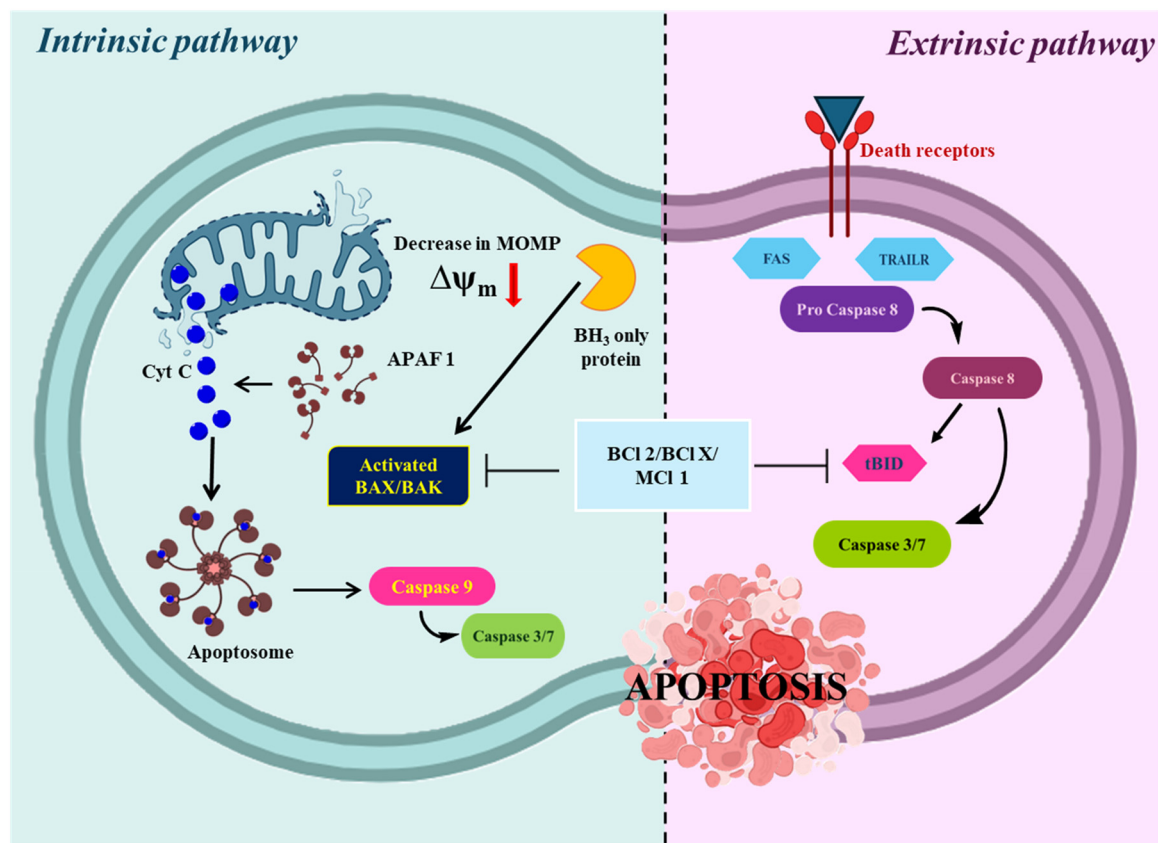 Intrinsic pathway
Extrinsic pathway
Death receptors
Decrease in MOMP
Δψm
FAS
TRAILR
Pro Caspase 8
BH3 only
protein
APAF 1
Cyt C
Caspase 8
BCl 2/BCl X/
MCl 1
Activated
BAX/BAK
tBID
Caspase 3/7
Caspase 9
Caspase 3/7
Apoptosome
APOPTOSIS